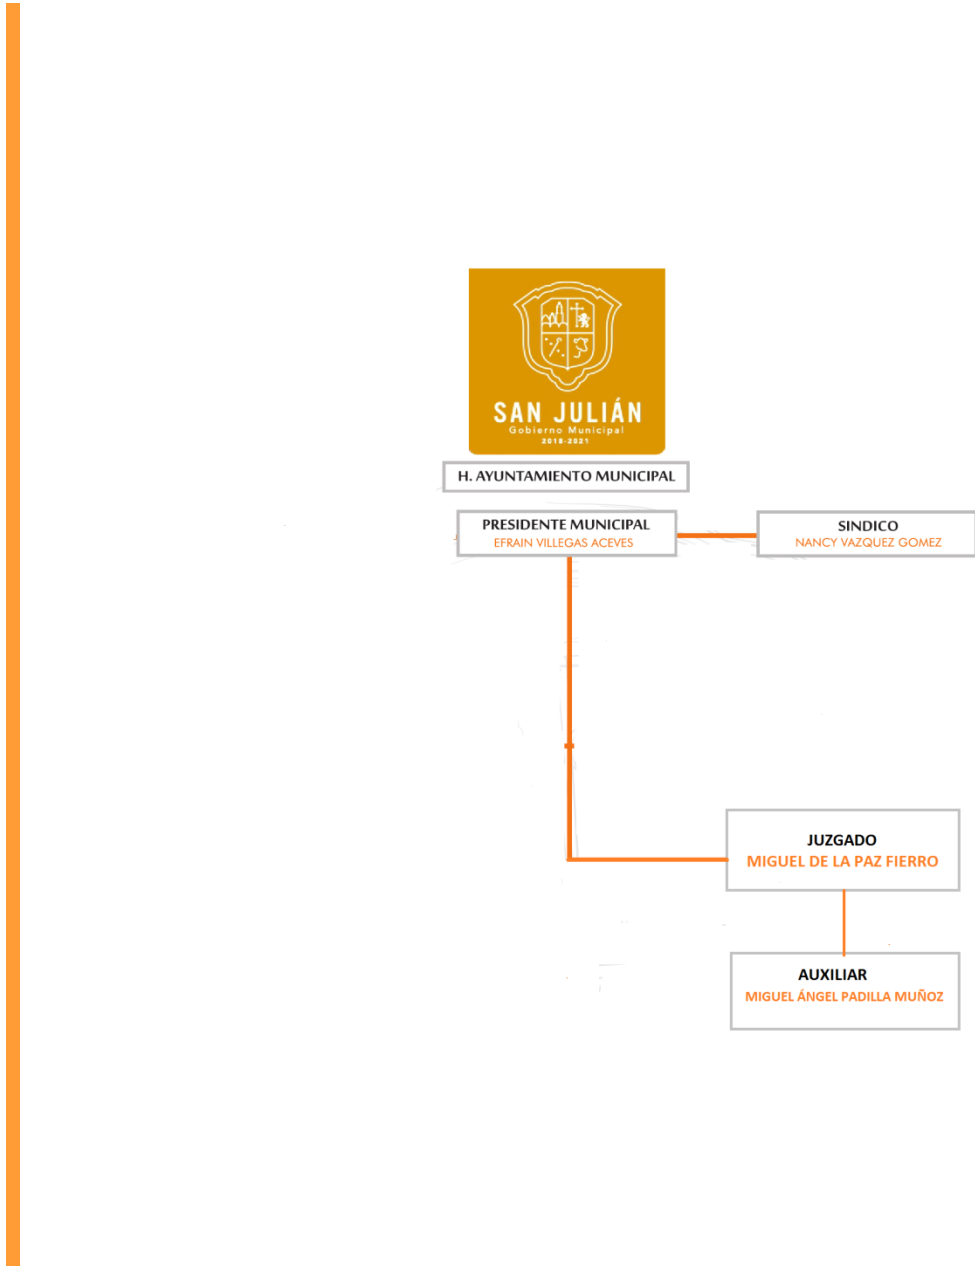 SAN JULIÁN
Gobierno Municipal
2018-2021
H. AYUNTAMIENTO MUNICIPAL
PRESIDENTE MUNICIPAL
EFRAIN VILLEGAS ACEVES
SINDICO
NANCY VAZQUEZ GOMEZ
JUZGADO
MIGUEL DE LA PAZ FIERRO
AUXILIAR
MIGUEL ÁNGEL PADILLA MUÑOZ